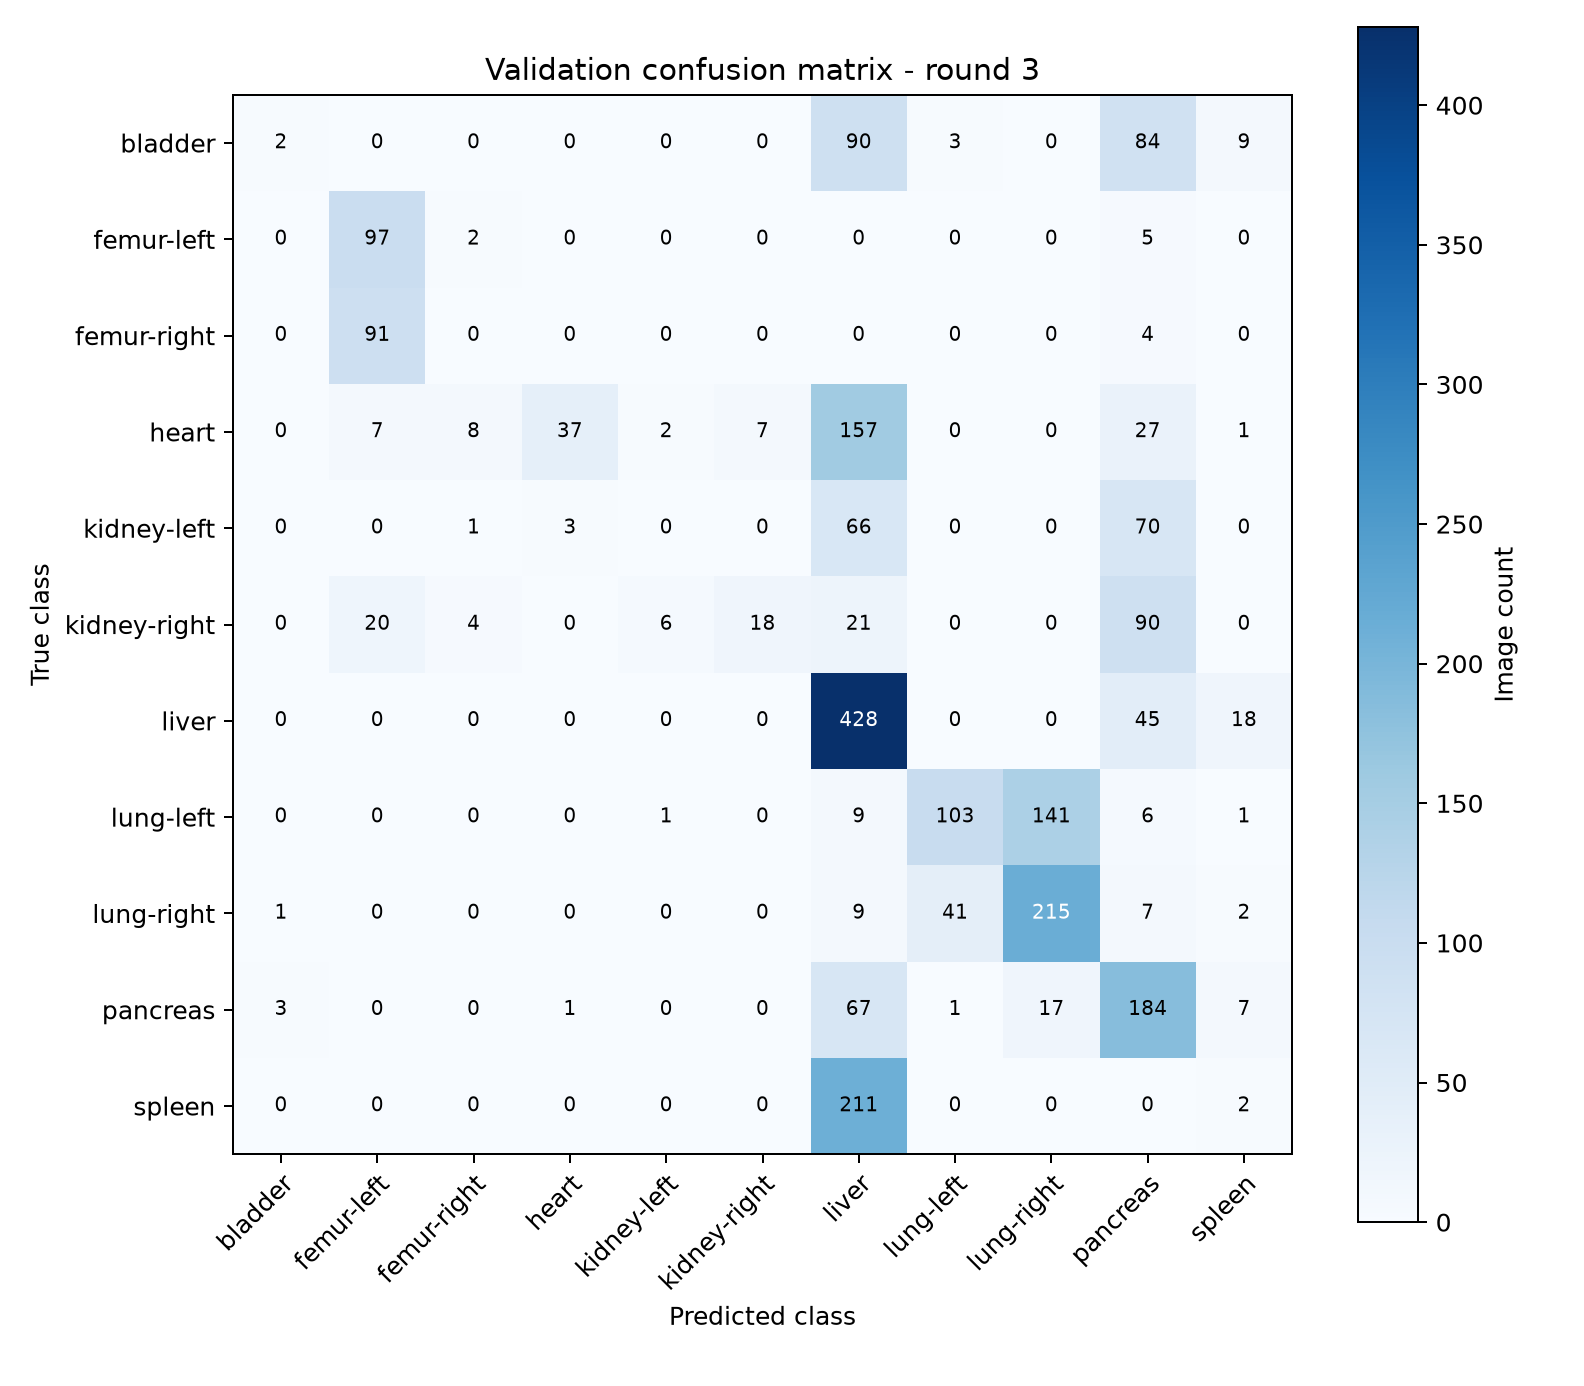 Validation confusion matrix - round 3
bladder 2 0 0 0 0 0 90 3 0 84 9
femur-left 0 97 2 0 0 0 0 0 0 5 0
femur-right 0 91 0 0 0 0 0 0 0 4 0
heart 0 7 8 37 2 7 157 0 0 27 1
kidney-left 0 0 1 3 0 0 66 0 0 70 0
kidney-right 0 20 4 0 6 18 21 0 0 90 0
liver 0 0 0 0 0 0 428 0 0 45 18
lung-left 0 0 0 0 1 0 9 103 141 6 1
lung-right 1 0 0 0 0 0 9 41 215 7 2
pancreas 3 0 0 1 0 0 67 1 17 184 7
spleen 0 0 0 0 0 0 211 0 0 0 2
bladder femur-left femur-right heart kidney-left kidney-right liver lung-left lung-right pancreas spleen
Predicted class
True class
400
350
300
250
200
150
100
50
0
Image count